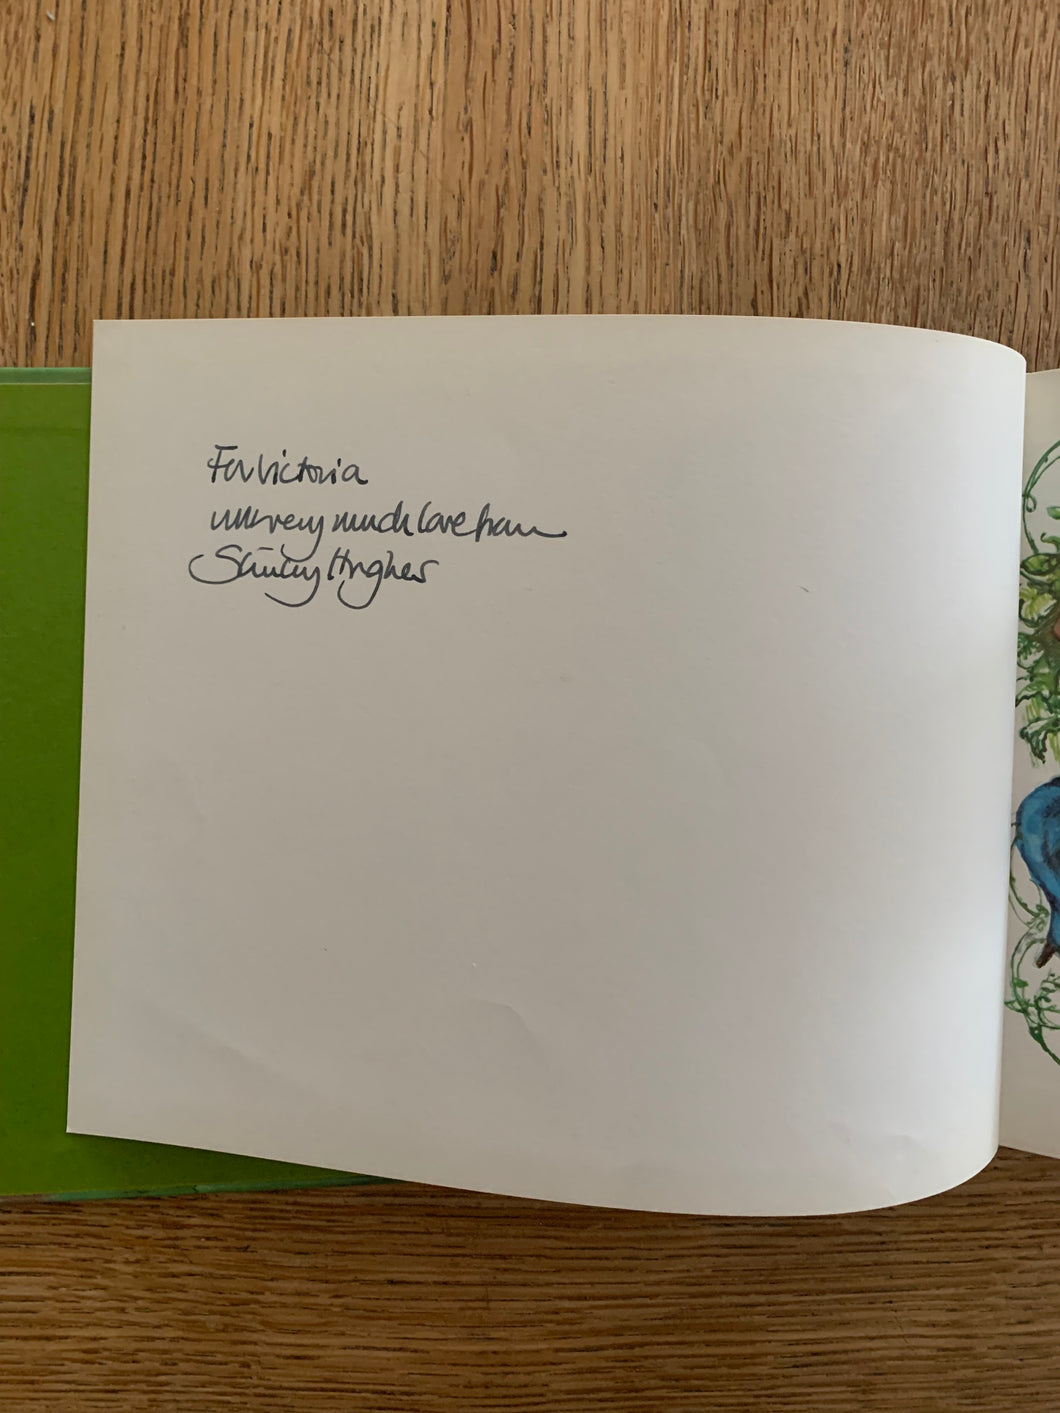 For Victoria
with very much love from
Shirley Hughes